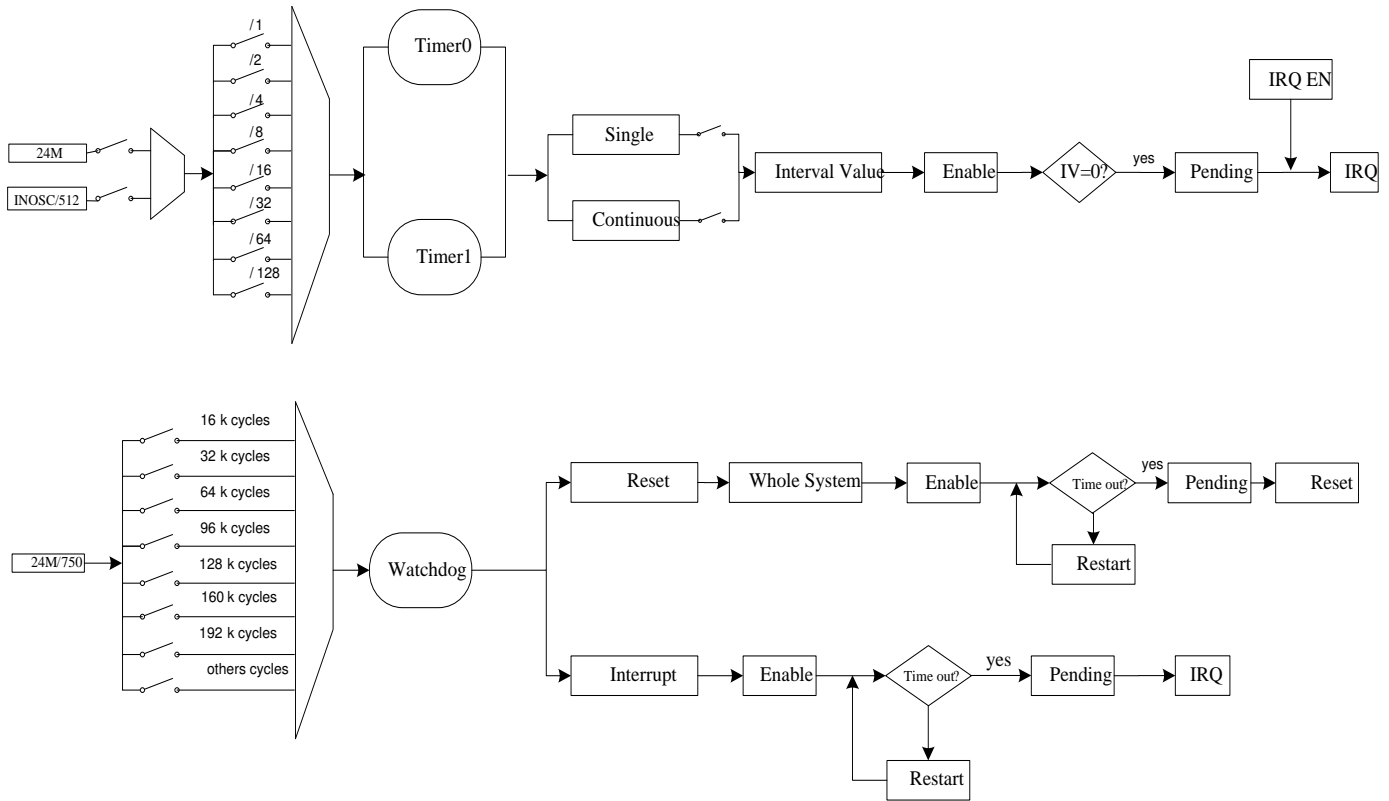 / 1
/2
/ 4
/ 8
/ 16
/ 32
/ 64
/ 128
24M
INOSC/512
Timer0
Timer1
Single
Continuous
Interval Value
Enable
IV=0?
yes
Pending
IRQ EN
IRQ
16 k cycles
32 k cycles
64 k cycles
96 k cycles
128 k cycles
160 k cycles
192 k cycles
others cycles
24M/750
Watchdog
Reset
Whole System
Enable
Time out?
yes
Pending
Reset
Restart
Interrupt
Enable
Time out?
yes
Pending
IRQ
Restart